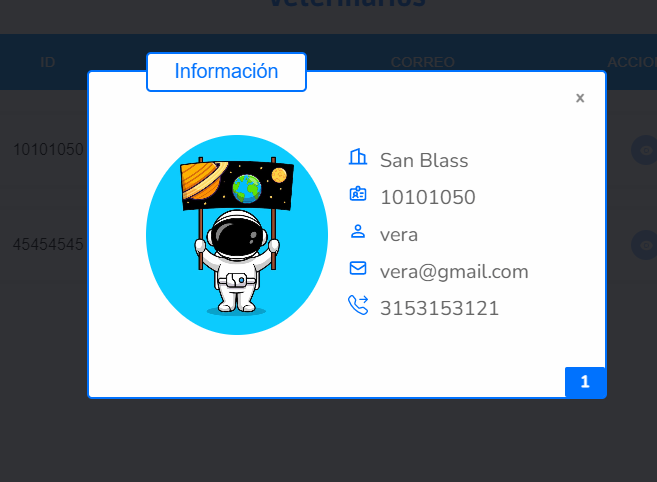 Veterinarios
ID
CORREO
ACCIO
Información
x
San Blass
10101050
10101050
vera
45454545
vera@gmail.com
3153153121
1